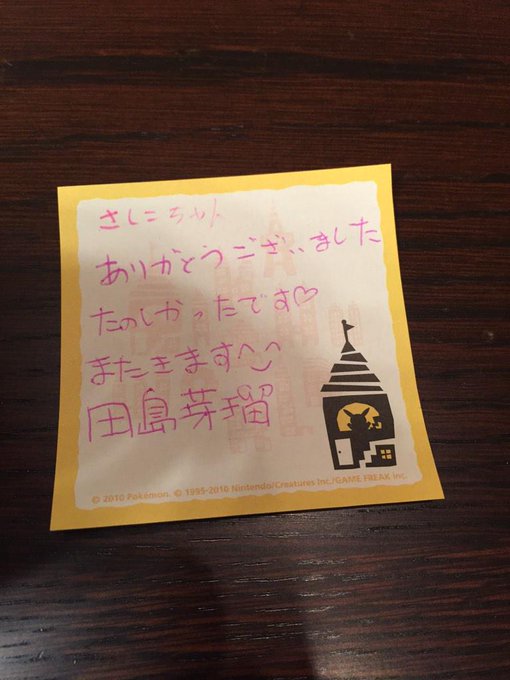 さしこちゃん
ありがとうございました
たのしかったです♡
またきます^^
田島芽瑠
© 2010 Pokémon. © 1995-2010 Nintendo/Creatures Inc./GAME FREAK inc.